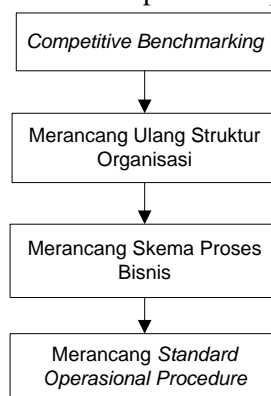 Competitive Benchmarking
Merancang Ulang Struktur
Organisasi
Merancang Skema Proses
Bisnis
Merancang Standard
Operasional Procedure